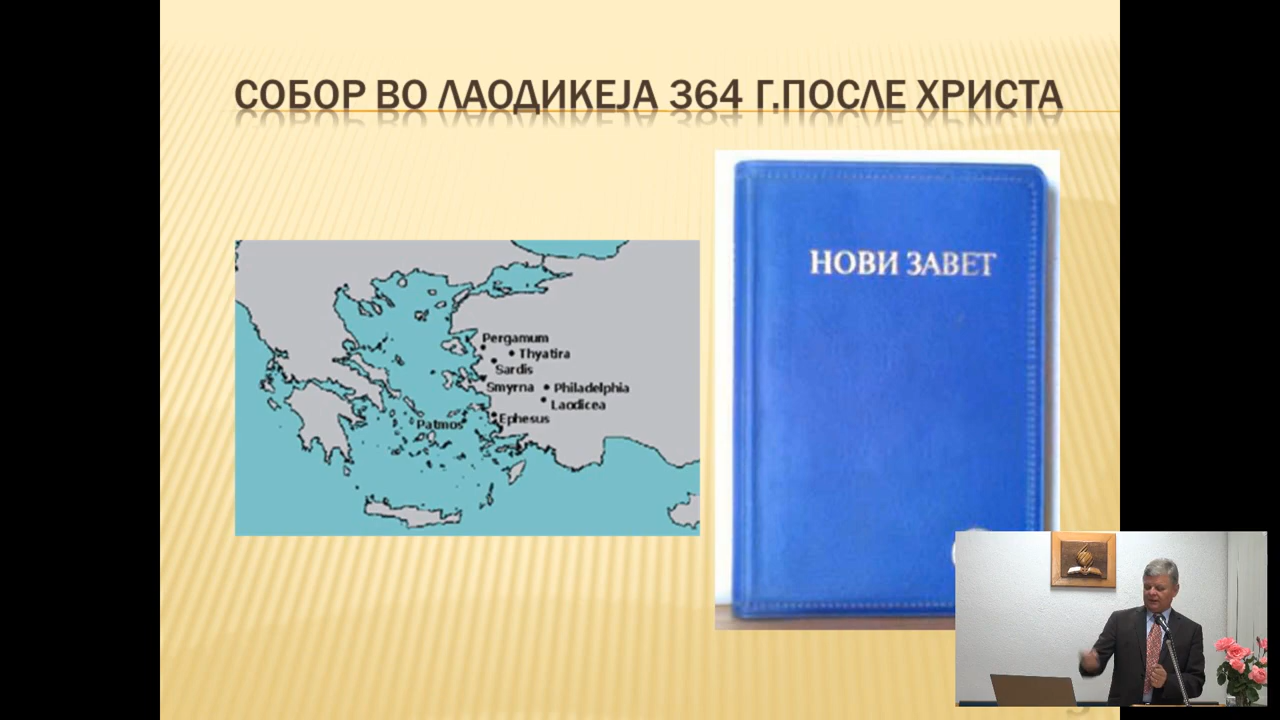 СОБОР ВО ЛАОДИКЕЈА 364 Г.ПОСЛЕ ХРИСТА
НОВИ ЗАВЕТ
Pergamum
Thyatira
Sardis
Smyrna
Philadelphia
Laodicea
Ephesus
Patmos